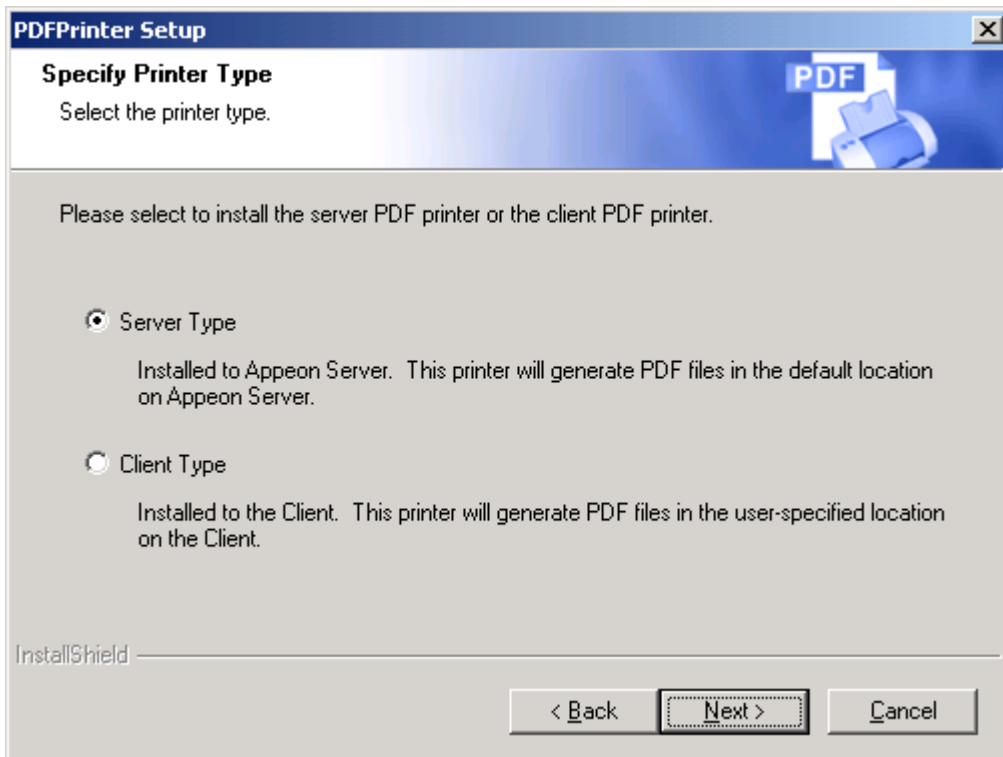 PDFPrinter Setup
Specify Printer Type
Select the printer type.
PDF
Please select to install the server PDF printer or the client PDF printer.
Server Type
Installed to Appeon Server.  This printer will generate PDF files in the default location
on Appeon Server.
Client Type
Installed to the Client.  This printer will generate PDF files in the user-specified location
on the Client.
InstallShield
< Back
Next >
Cancel